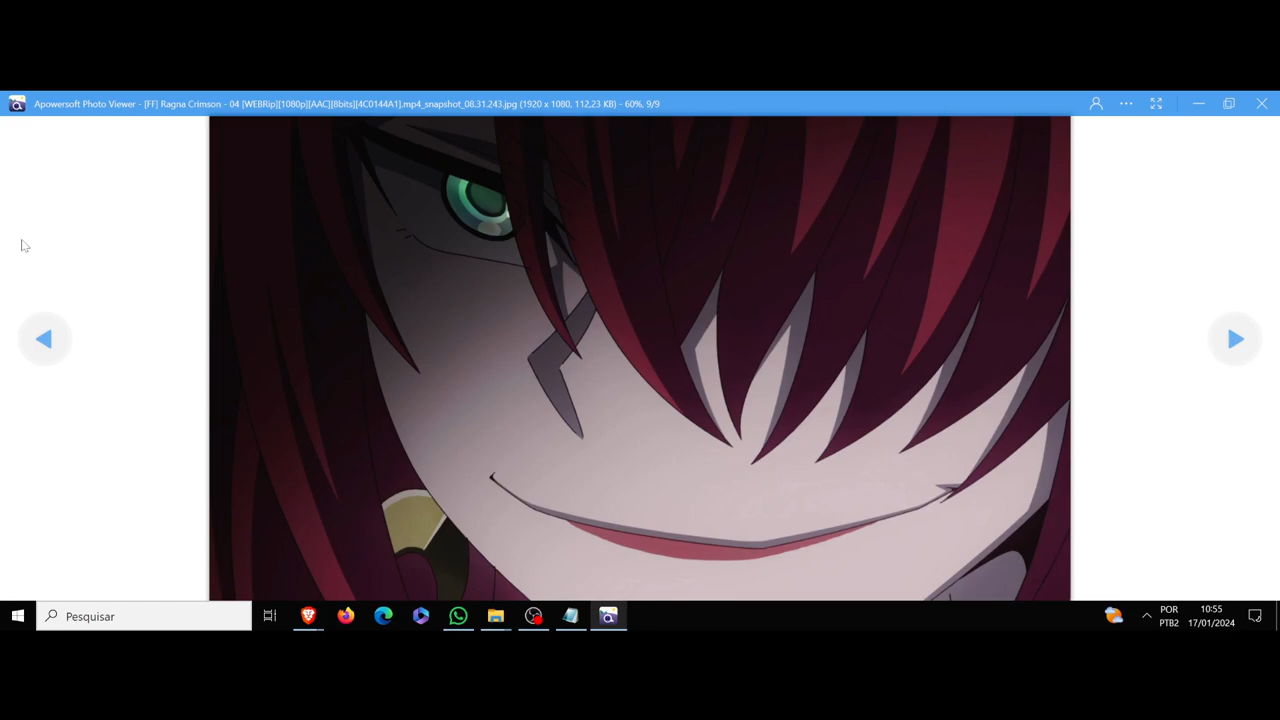 Apowersoft Photo Viewer - [FF] Ragna Crimson - 04 [WEBRip][1080p][AAC][8bits][4C0144A1].mp4_snapshot_08.31.243.jpg (1920 x 1080, 112,23 KB) - 60%, 9/9
Pesquisar
POR
PTB2
10:55
17/01/2024